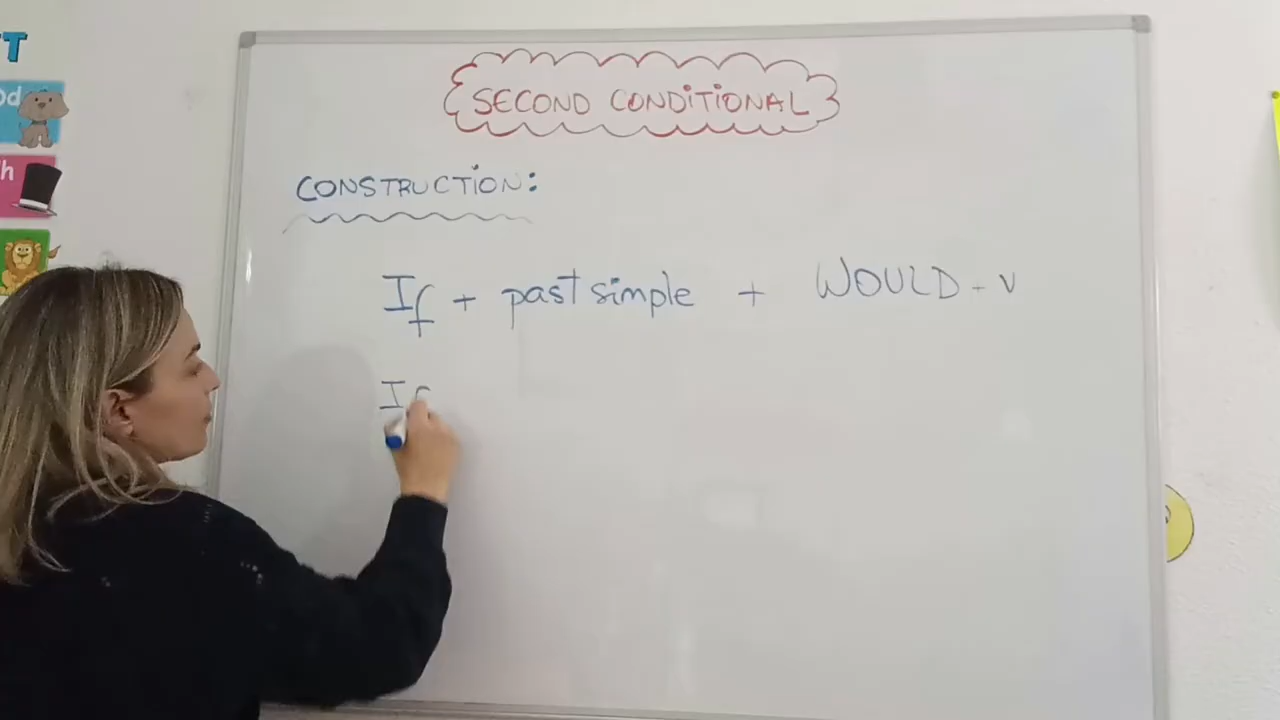 SECOND CONDITIONAL
CONSTRUCTION:
If + past simple + WOULD + v
If